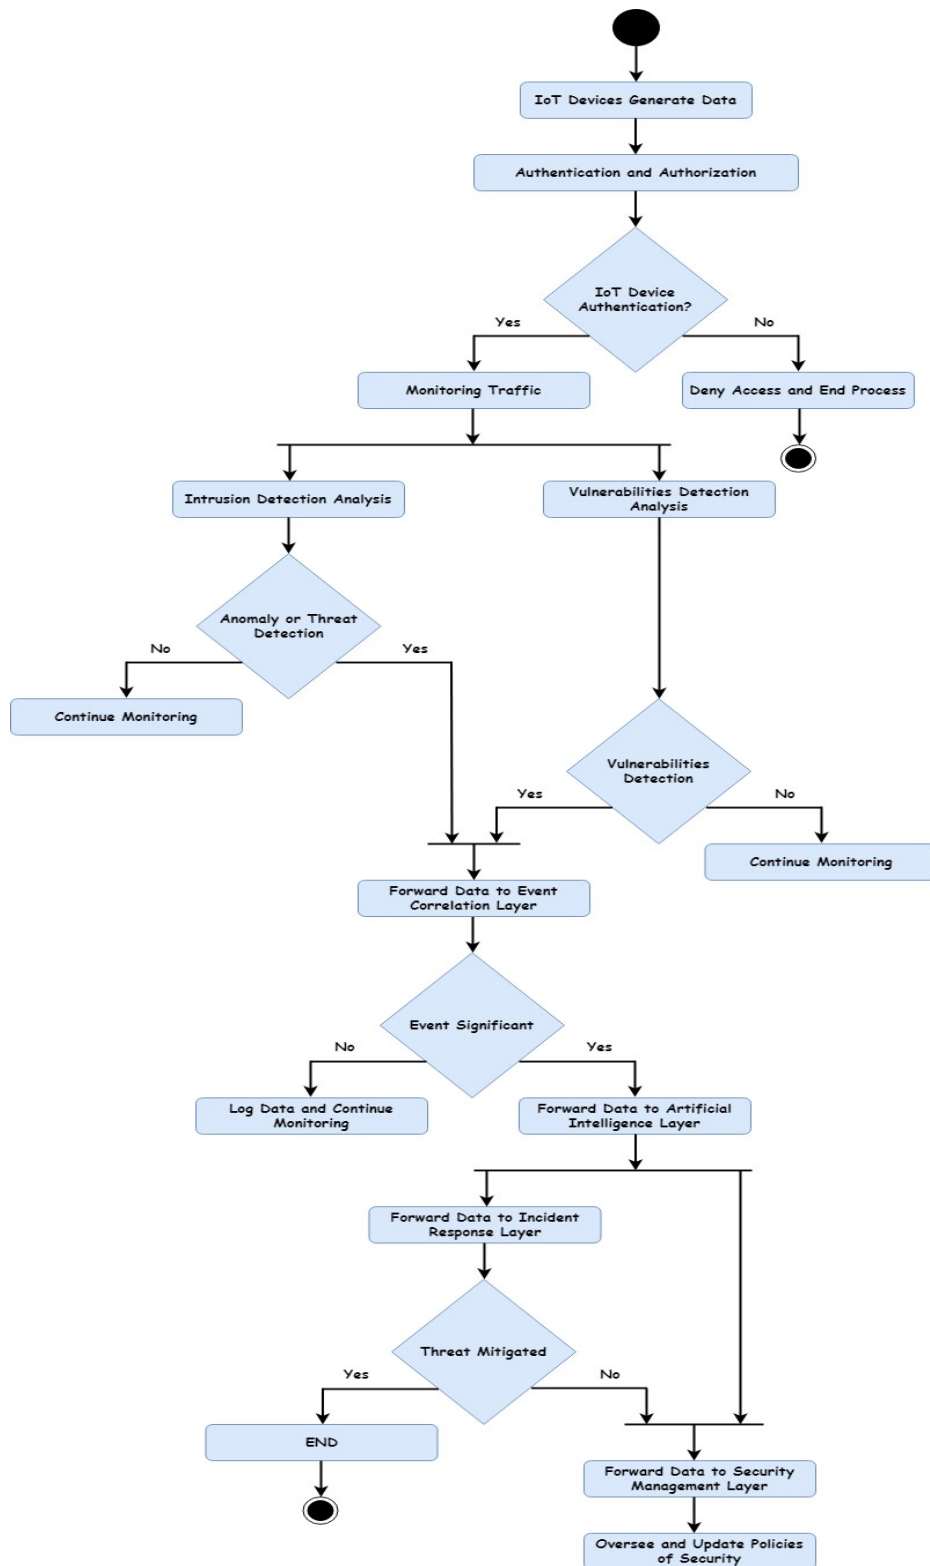 IoT Devices Generate Data
Authentication and Authorization
IoT Device
Authentication?
Yes
No
Monitoring Traffic
Deny Access and End Process
Intrusion Detection Analysis
Vulnerabilities Detection
Analysis
Anomaly or Threat
Detection
No
Yes
Continue Monitoring
Vulnerabilities
Detection
Yes
No
Continue Monitoring
Forward Data to Event
Correlation Layer
Event Significant
No
Yes
Log Data and Continue
Monitoring
Forward Data to Artificial
Intelligence Layer
Forward Data to Incident
Response Layer
Threat Mitigated
Yes
No
END
Forward Data to Security
Management Layer
Oversee and Update Policies
of Security